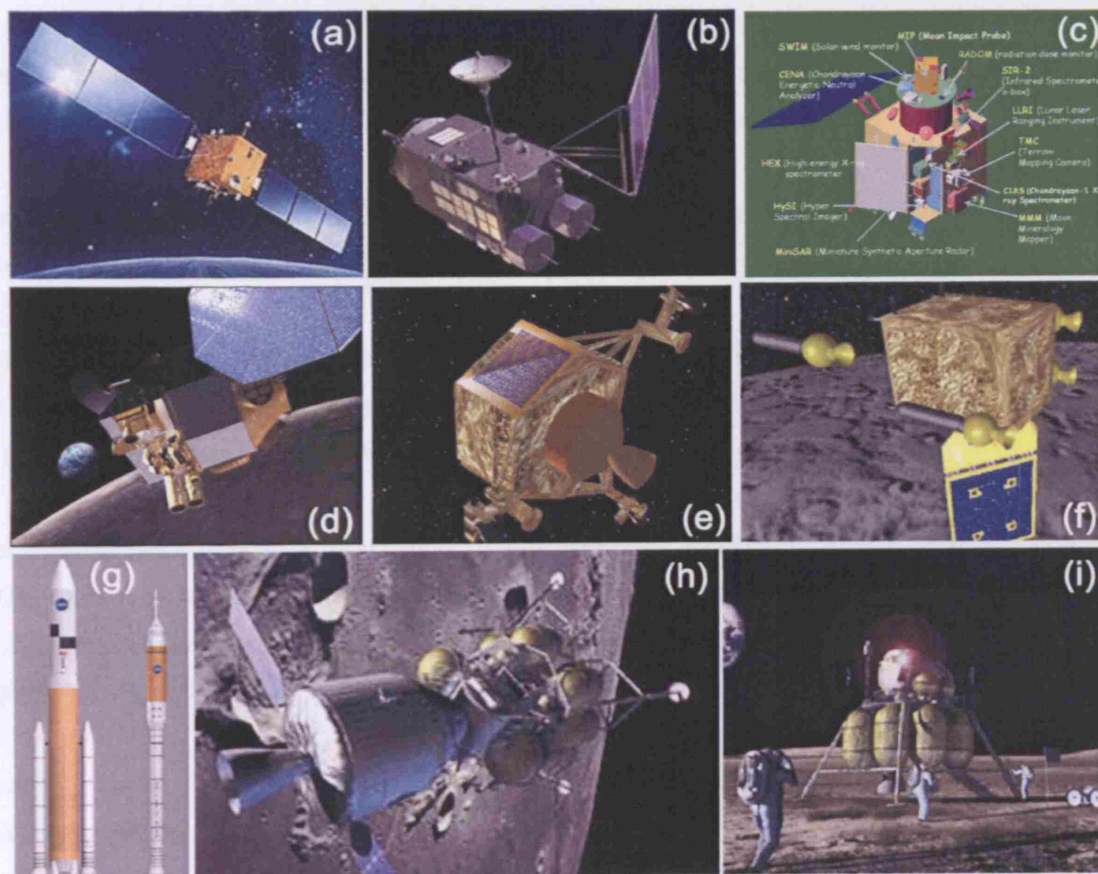 (a)
(b)
(c)
MIP (Moon Impact Probe)
SWIM (Solar wind monitor)
RADOM (radiation dose monitor)
CENA (Chandrayaan
Energetic Neutral
Analyzer)
SIR-2
(Infrared Spectrometer
LLRI (Lunar Laser
Ranging Instrument)
TMC
(Terrain
Mapping Camera)
HEX (High-energy X-ray
spectrometer
(Chandrayaan-1 X-
ray Spectrometer)
HySI (Hyper
Spectral Imager)
MMM (Moon
Mineralogy
Mapper)
MiniSAR (Miniature Synthetic Aperture Radar)
(d)
(e)
(f)
(g)
(h)
(i)